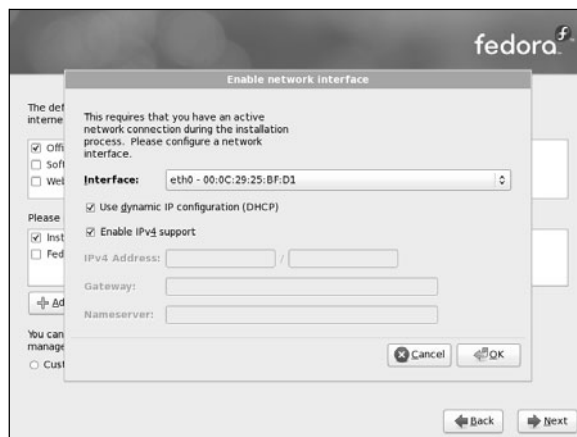 fedora
Enable network interface
The def
interne
This requires that you have an active
network connection during the installation
process. Please configure a network
interface.
Offi
Soft
Web
Interface: eth0 - 00:0C:29:25:BF:D1
Use dynamic IP configuration (DHCP)
Please
Enable IPv4 support
Inst
Fed
IPv4 Address: /
Gateway:
Ad
Nameserver:
You can
manage
Cancel OK
Cust
Back Next